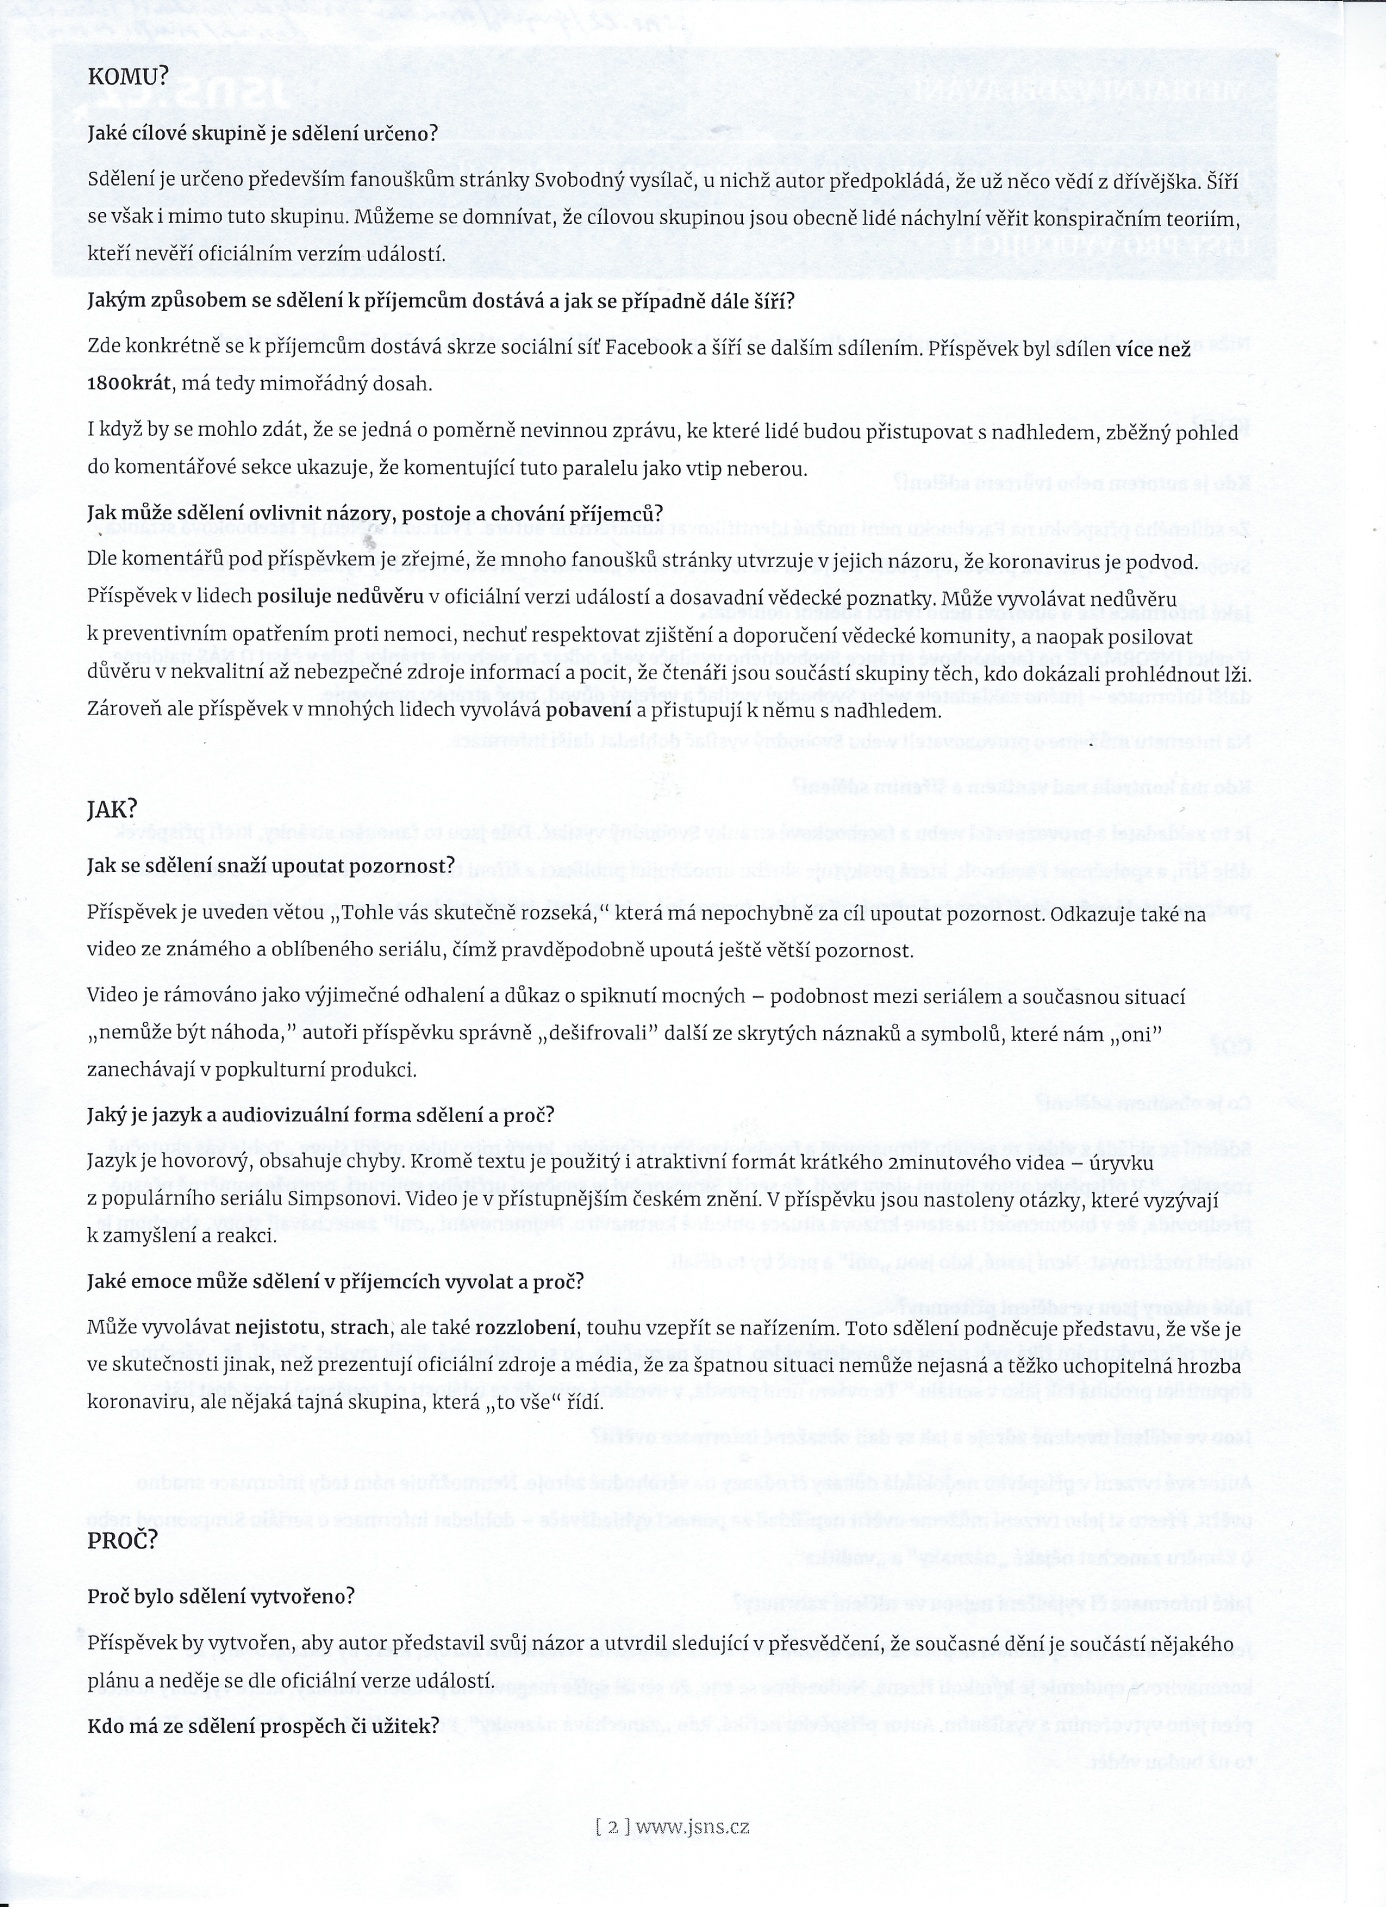 KOMU?
Jaké cílové skupině je sdělení určeno?
Sdělení je určeno především fanouškům stránky Svobodný vysílač, u nichž autor předpokládá, že už něco vědí z dřívějška. Šíří
se však i mimo tuto skupinu. Můžeme se domnívat, že cílovou skupinou jsou obecně lidé náchylní věřit konspiračním teoriím,
kteří nevěří oficiálním verzím událostí.
Jakým způsobem se sdělení k příjemcům dostává a jak se případně dále šíří?
Zde konkrétně se k příjemcům dostává skrze sociální síť Facebook a šíří se dalším sdílením. Příspěvek byl sdílen více než
1800krát, má tedy mimořádný dosah.
I když by se mohlo zdát, že se jedná o poměrně nevinnou zprávu, ke které lidé budou přistupovat s nadhledem, zběžný pohled
do komentářové sekce ukazuje, že komentující tuto paralelu jako vtip neberou.
Jak může sdělení ovlivnit názory, postoje a chování příjemců?
Dle komentářů pod příspěvkem je zřejmé, že mnoho fanoušků stránky utvrzuje v jejich názoru, že koronavirus je podvod.
Příspěvek v lidech posiluje nedůvěru v oficiální verzi událostí a dosavadní vědecké poznatky. Může vyvolávat nedůvěru
k preventivním opatřením proti nemoci, nechuť respektovat zjištění a doporučení vědecké komunity, a naopak posilovat
důvěru v nekvalitní až nebezpečné zdroje informací a pocit, že čtenáři jsou součástí skupiny těch, kdo dokázali prohlédnout lži.
Zároveň ale příspěvek v mnohých lidech vyvolává pobavení a přistupují k němu s nadhledem.
JAK?
Jak se sdělení snaží upoutat pozornost?
Příspěvek je uveden větou „Tohle vás skutečně rozseká,“ která má nepochybně za cíl upoutat pozornost. Odkazuje také na
video ze známého a oblíbeného seriálu, čímž pravděpodobně upoutá ještě větší pozornost.
Video je rámováno jako výjimečné odhalení a důkaz o spiknutí mocných – podobnost mezi seriálem a současnou situací
„nemůže být náhoda,” autoři příspěvku správně „dešifrovali” další ze skrytých náznaků a symbolů, které nám „oni”
zanechávají v popkulturní produkci.
Jaký je jazyk a audiovizuální forma sdělení a proč?
Jazyk je hovorový, obsahuje chyby. Kromě textu je použitý i atraktivní formát krátkého 2minutového videa – úryvku
z populárního seriálu Simpsonovi. Video je v přístupnějším českém znění. V příspěvku jsou nastoleny otázky, které vyzývají
k zamyšlení a reakci.
Jaké emoce může sdělení v příjemcích vyvolat a proč?
Může vyvolávat nejistotu, strach, ale také rozzlobení, touhu vzepřít se nařízením. Toto sdělení podněcuje představu, že vše je
ve skutečnosti jinak, než prezentují oficiální zdroje a média, že za špatnou situaci nemůže nejasná a těžko uchopitelná hrozba
koronaviru, ale nějaká tajná skupina, která „to vše“ řídí.
PROČ?
Proč bylo sdělení vytvořeno?
Příspěvek by vytvořen, aby autor představil svůj názor a utvrdil sledující v přesvědčení, že současné dění je součástí nějakého
plánu a neděje se dle oficiální verze událostí.
Kdo má ze sdělení prospěch či užitek?
[ 2 ] www.jsns.cz